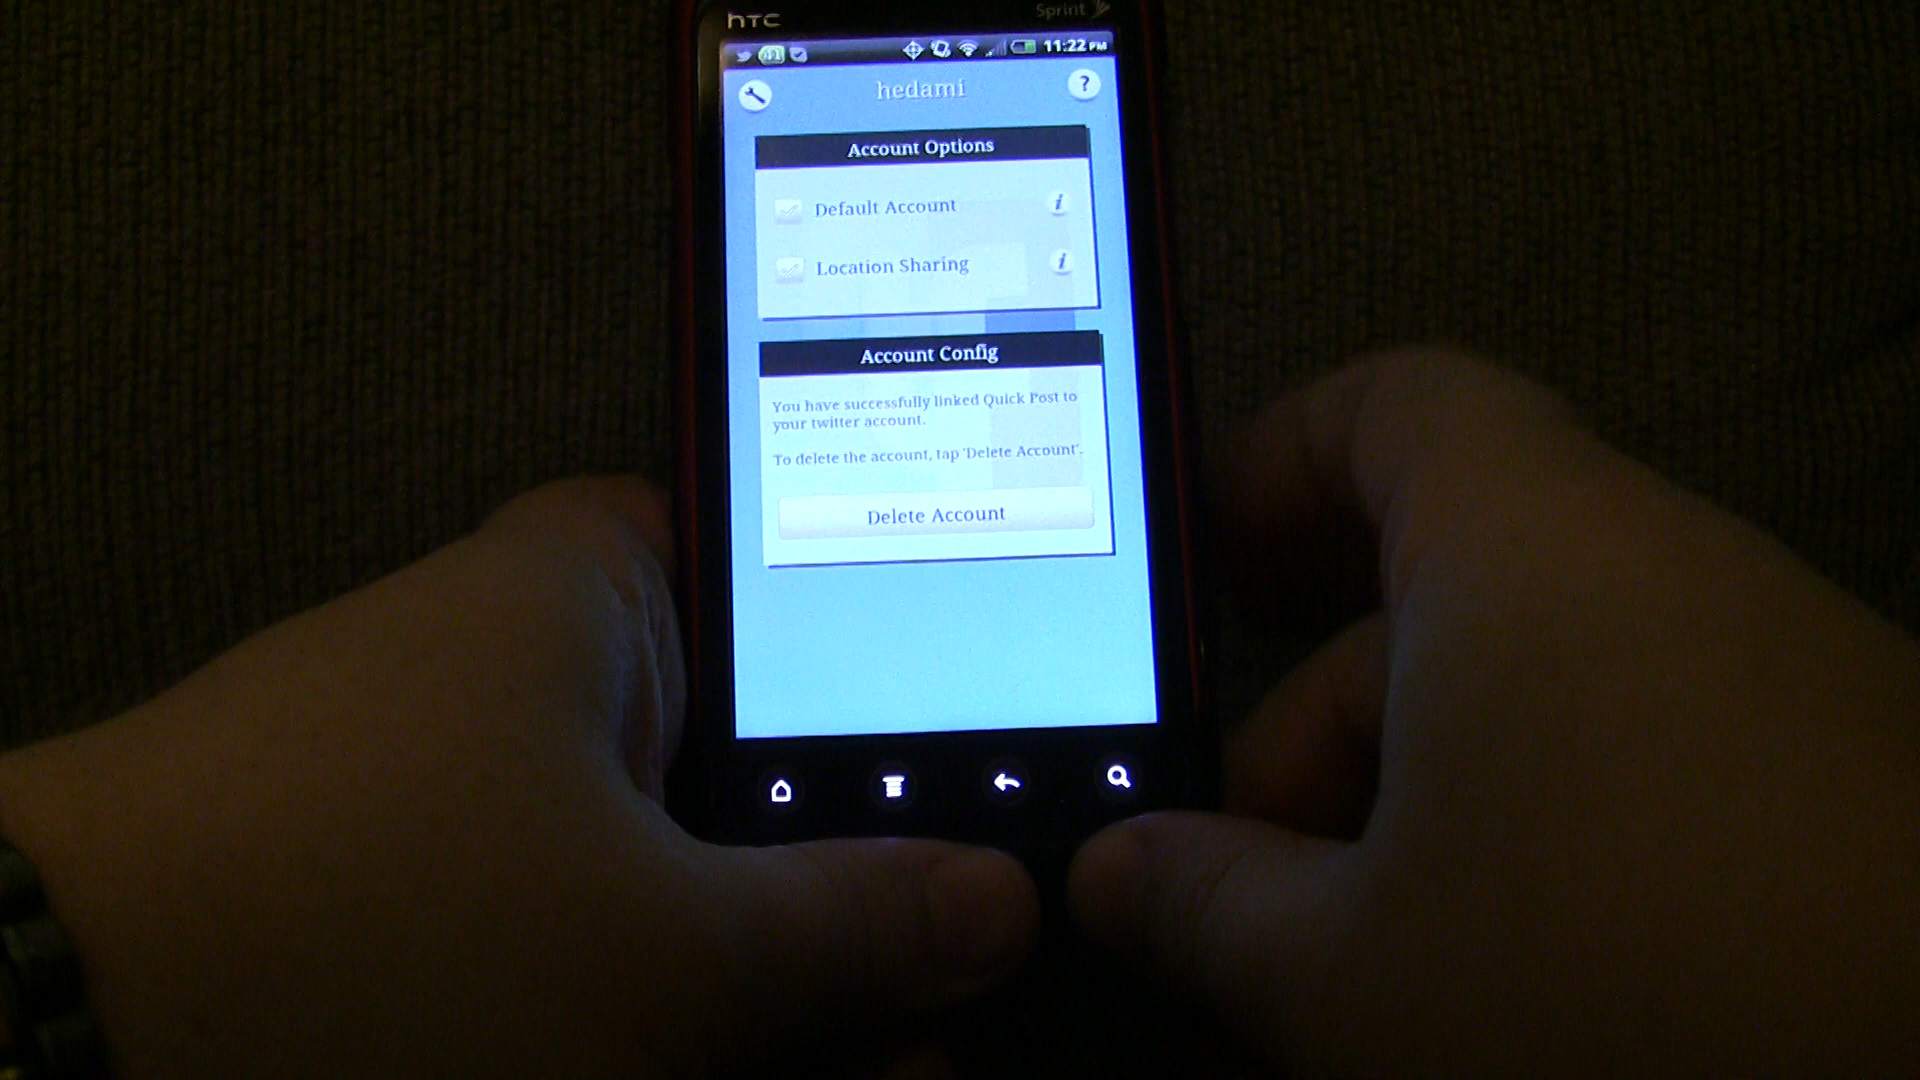 hTC Sprint
41 11:22 PM
hedami ?
Account Options
Default Account i
Location Sharing i
Account Config
You have successfully linked Quick Post to
your twitter account.
To delete the account, tap 'Delete Account'.
Delete Account